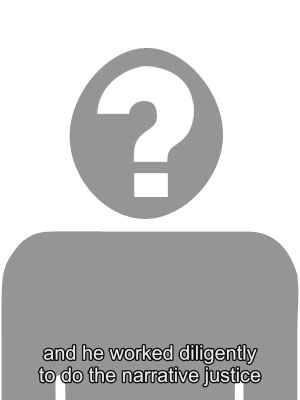 ?
and he worked diligently
to do the narrative justice